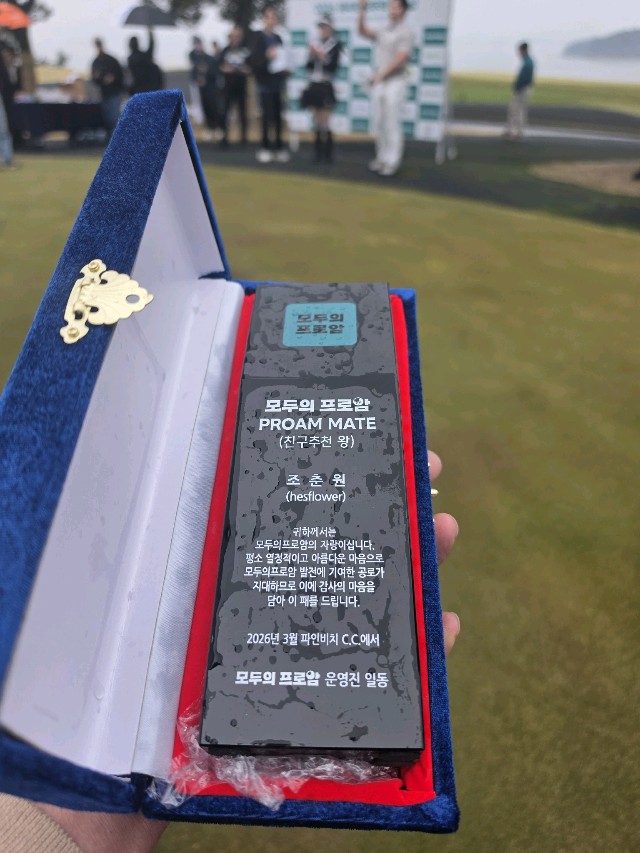 모두의
프로암
모두의 프로암
PROAM MATE
(친구추천 왕)
조 춘 원
(hesflower)
귀하께서는
모두의프로암의 자랑이십니다.
평소 열정적이고 아름다운 마음으로
모두의프로암 발전에 기여한 공로가
지대하므로 이에 감사의 마음을
담아 이 패를 드립니다.
2026년 3월 파인비치 C.C.에서
모두의 프로암 운영진 일동